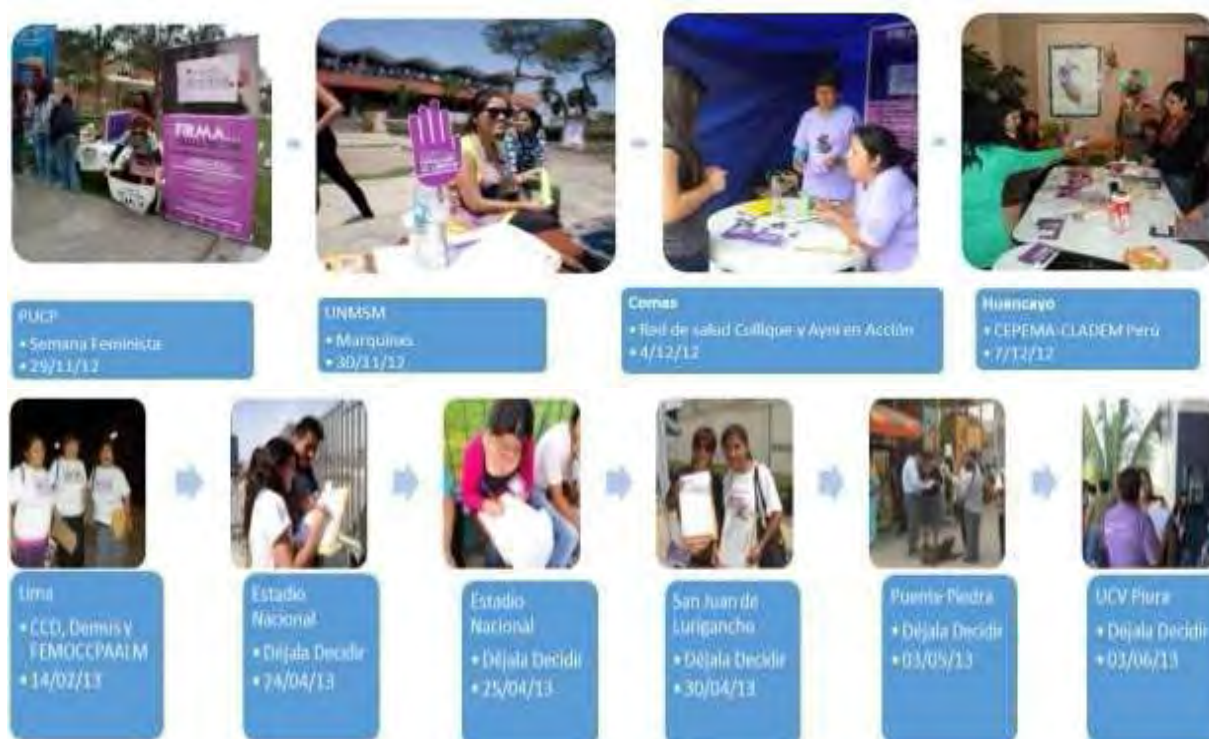 FIRMA
PUCP
• Semana Feminista
• 29/11/12
UNMSM
• Marquinas
• 30/11/12
Comas
• Red de salud Collique y Ayni en Acción
• 4/12/12
Huancayo
• CEPEMA-CLADEM Perú
• 7/12/12
Lima
• CCD, Demus y
FEMOCCPAALM
• 14/02/13
Estadio
Nacional
• Déjala Decidir
• 24/04/13
Estadio
Nacional
• Déjala Decidir
• 25/04/13
San Juan de
Lurigancho
• Déjala Decidir
• 30/04/13
Puente Piedra
• Déjala Decidir
• 03/05/13
UCV Piura
• Déjala Decidir
• 03/06/13